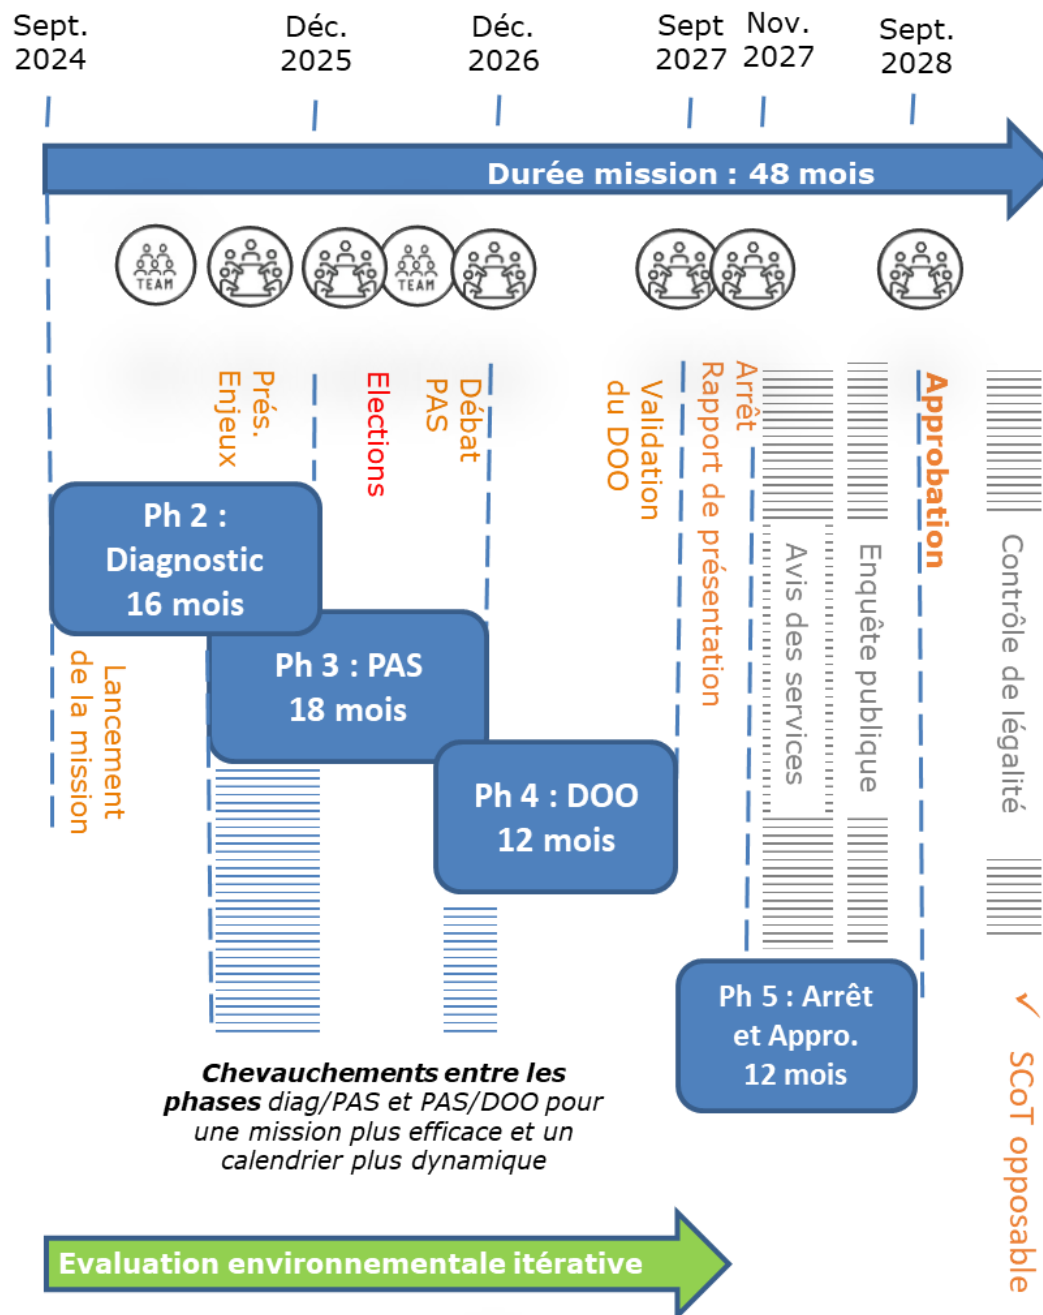 Sept.
2024
Déc.
2025
Déc.
2026
Sept
2027
Nov.
2027
Sept.
2028
Durée mission : 48 mois
TEAM
TEAM
Prés.
Enjeux
Elections
Débat
PAS
Validation
du DOO
Arrêt
Rapport de présentation
Approbation
Avis des services
Enquête publique
Contrôle de légalité
Ph 2 :
Diagnostic
16 mois
Lancement
de la mission
Ph 3 : PAS
18 mois
Ph 4 : DOO
12 mois
Ph 5 : Arrêt
et Appro.
12 mois
✓ SCoT opposable
Chevauchements entre les
phases diag/PAS et PAS/DOO pour
une mission plus efficace et un
calendrier plus dynamique
Evaluation environnementale itérative